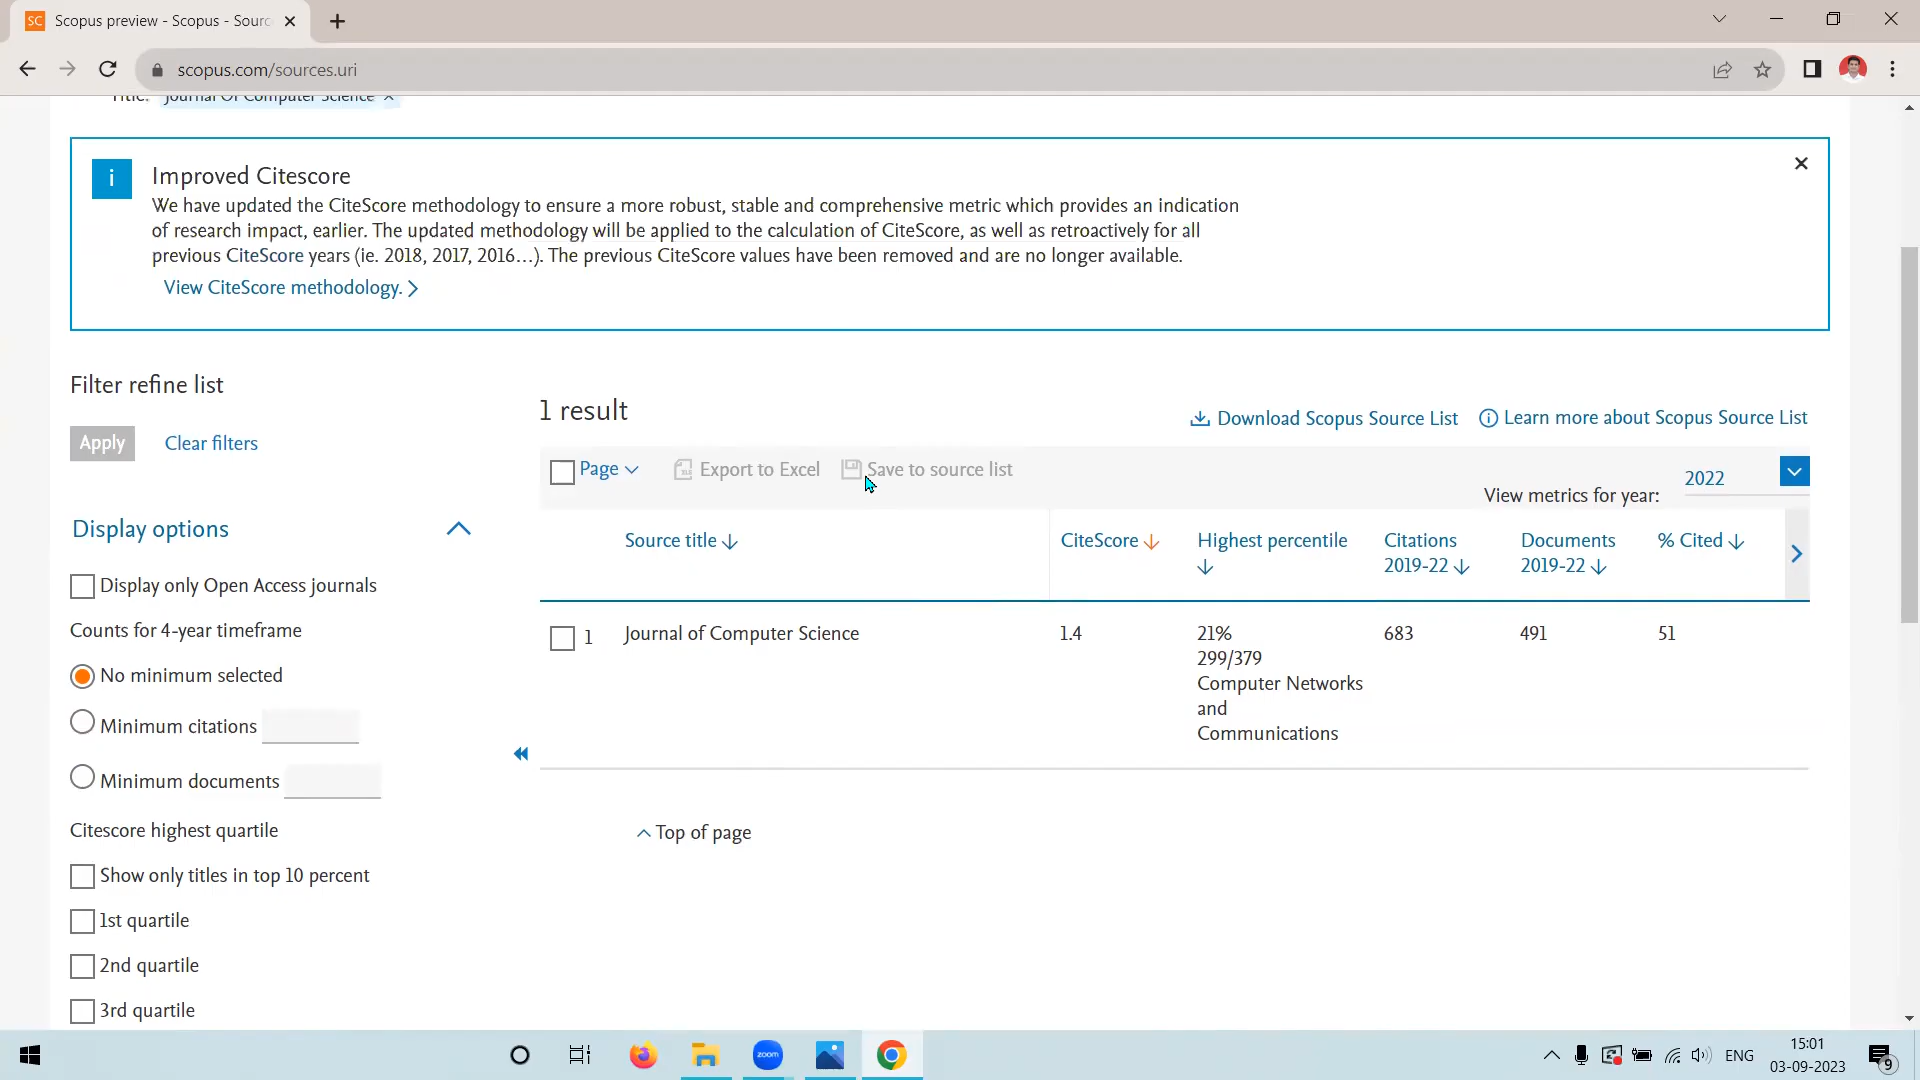 SC Scopus preview - Scopus - Sourc
scopus.com/sources.uri
Title: Journal Of Computer Science ×
i Improved Citescore
We have updated the CiteScore methodology to ensure a more robust, stable and comprehensive metric which provides an indication
of research impact, earlier. The updated methodology will be applied to the calculation of CiteScore, as well as retroactively for all
previous CiteScore years (ie. 2018, 2017, 2016...). The previous CiteScore values have been removed and are no longer available.
View CiteScore methodology. >
Filter refine list
Apply Clear filters
Display options
Display only Open Access journals
Counts for 4-year timeframe
No minimum selected
Minimum citations
Minimum documents
Citescore highest quartile
Show only titles in top 10 percent
1st quartile
2nd quartile
3rd quartile
1 result
Download Scopus Source List Learn more about Scopus Source List
Page Export to Excel Save to source list
View metrics for year: 2022
Source title CiteScore Highest percentile Citations Documents % Cited
2019-22 2019-22
1 Journal of Computer Science 1.4 21% 683 491 51
299/379
Computer Networks
and
Communications
Top of page
zoom
ENG
15:01
03-09-2023
9